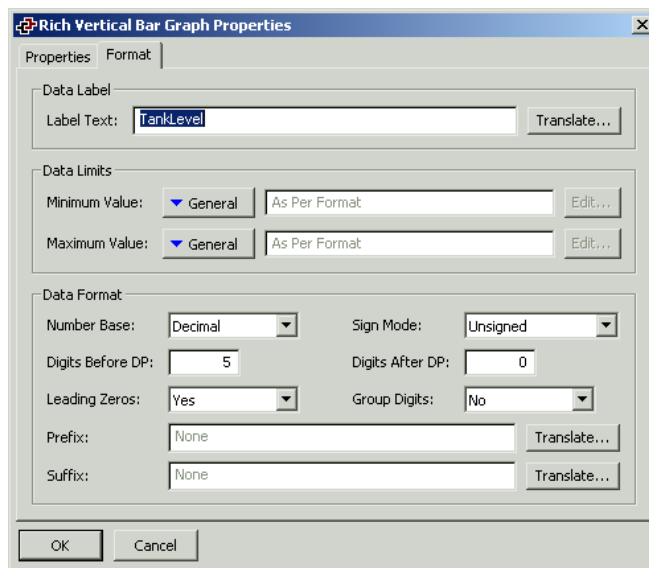 Rich Vertical Bar Graph Properties
Properties Format
Data Label
Label Text: TankLevel Translate...
Data Limits
Minimum Value: General As Per Format Edit...
Maximum Value: General As Per Format Edit...
Data Format
Number Base: Decimal Sign Mode: Unsigned
Digits Before DP: 5 Digits After DP: 0
Leading Zeros: Yes Group Digits: No
Prefix: None Translate...
Suffix: None Translate...
OK Cancel